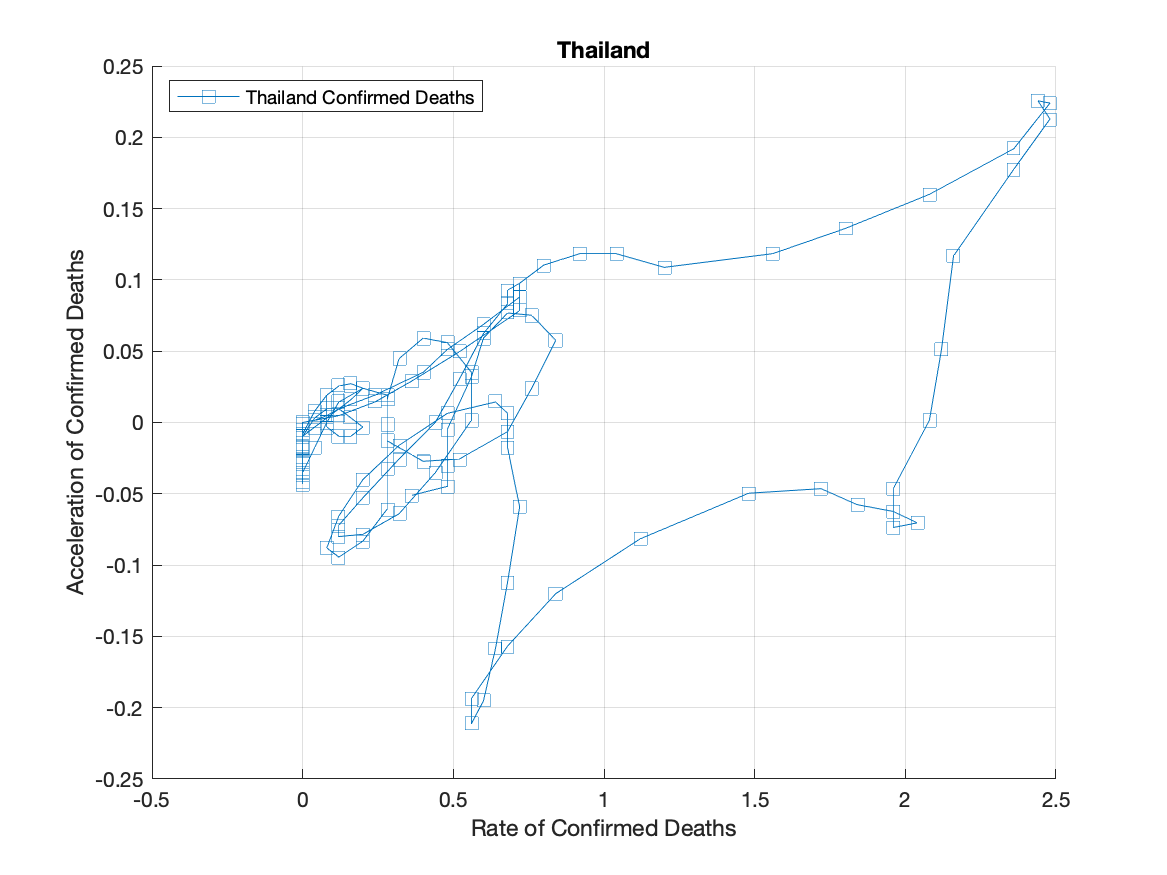 Thailand
Thailand Confirmed Deaths
0.25
0.2
0.15
0.1
0.05
0
-0.05
-0.1
-0.15
-0.2
-0.25
Acceleration of Confirmed Deaths
-0.5 0 0.5 1 1.5 2 2.5
Rate of Confirmed Deaths